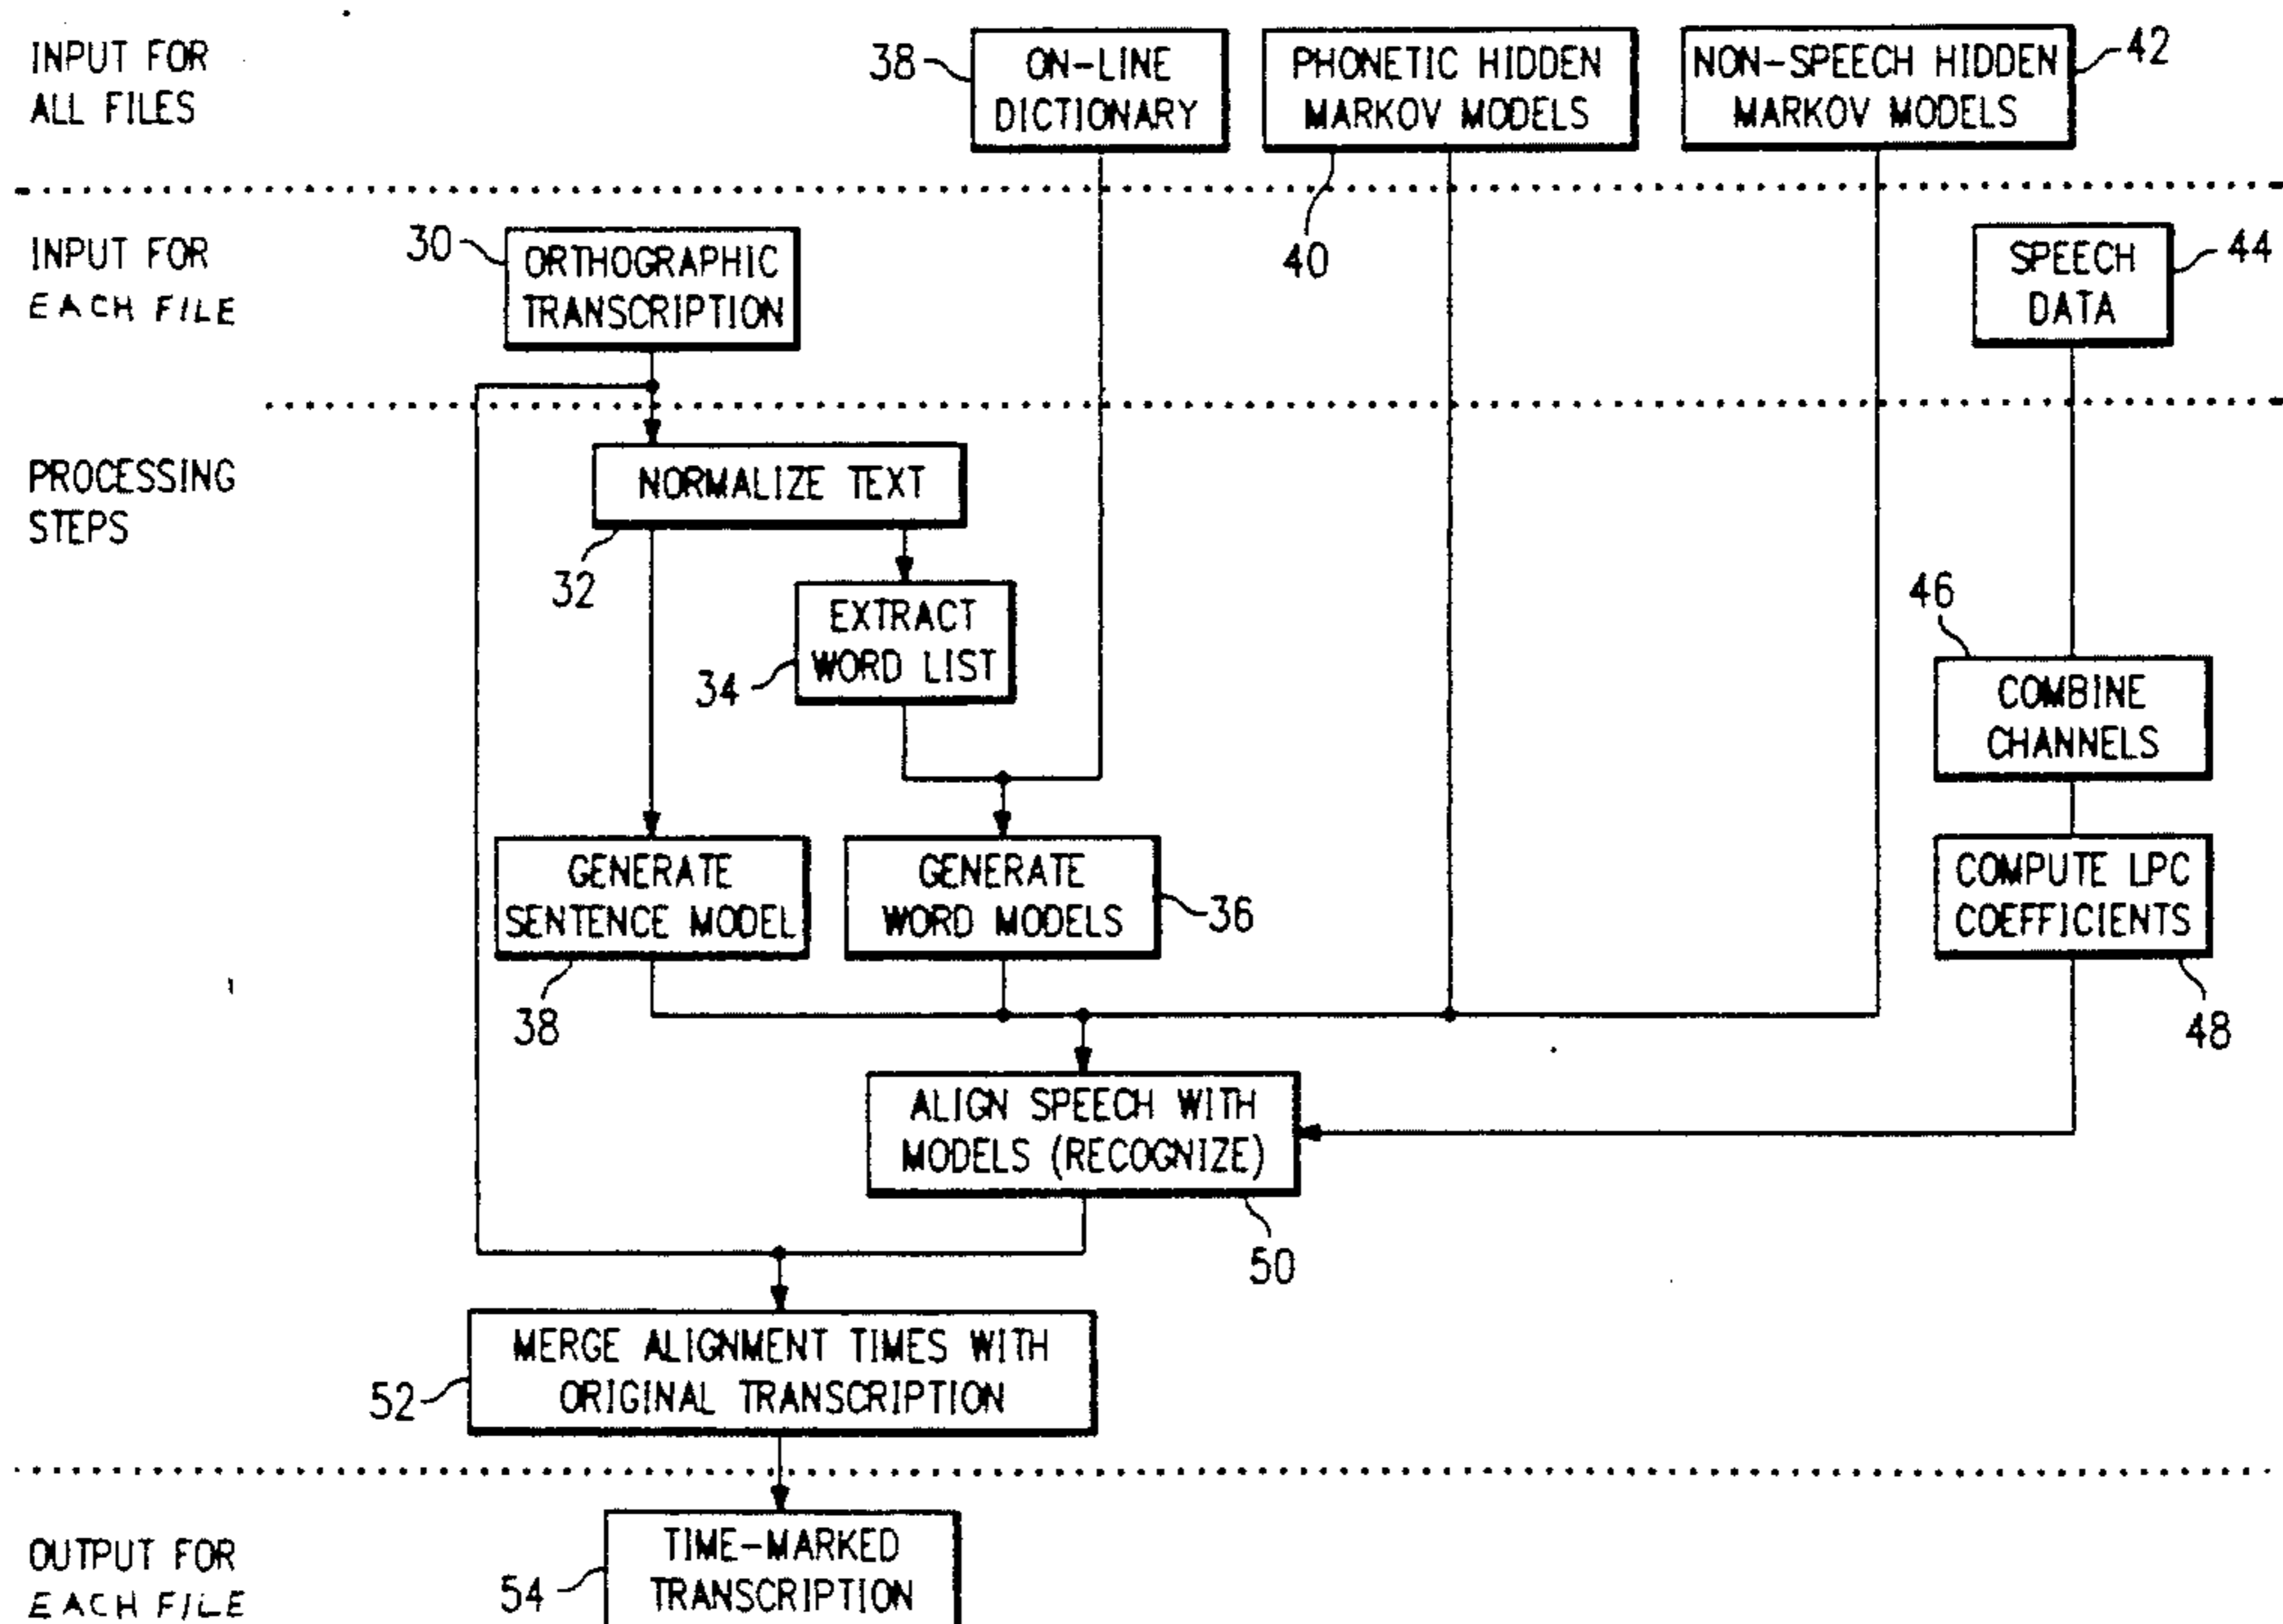 INPUT FOR
ALL FILES
38
ON-LINE
DICTIONARY
PHONETIC HIDDEN
MARKOV MODELS
40
NON-SPEECH HIDDEN
MARKOV MODELS
42
INPUT FOR
EACH FILE
30
ORTHOGRAPHIC
TRANSCRIPTION
SPEECH
DATA
44
PROCESSING
STEPS
NORMALIZE TEXT
32
EXTRACT
WORD LIST
34
46
COMBINE
CHANNELS
GENERATE
SENTENCE MODEL
38
GENERATE
WORD MODELS
36
COMPUTE LPC
COEFFICIENTS
48
ALIGN SPEECH WITH
MODELS (RECOGNIZE)
50
MERGE ALIGNMENT TIMES WITH
ORIGINAL TRANSCRIPTION
52
OUTPUT FOR
EACH FILE
TIME-MARKED
TRANSCRIPTION
54